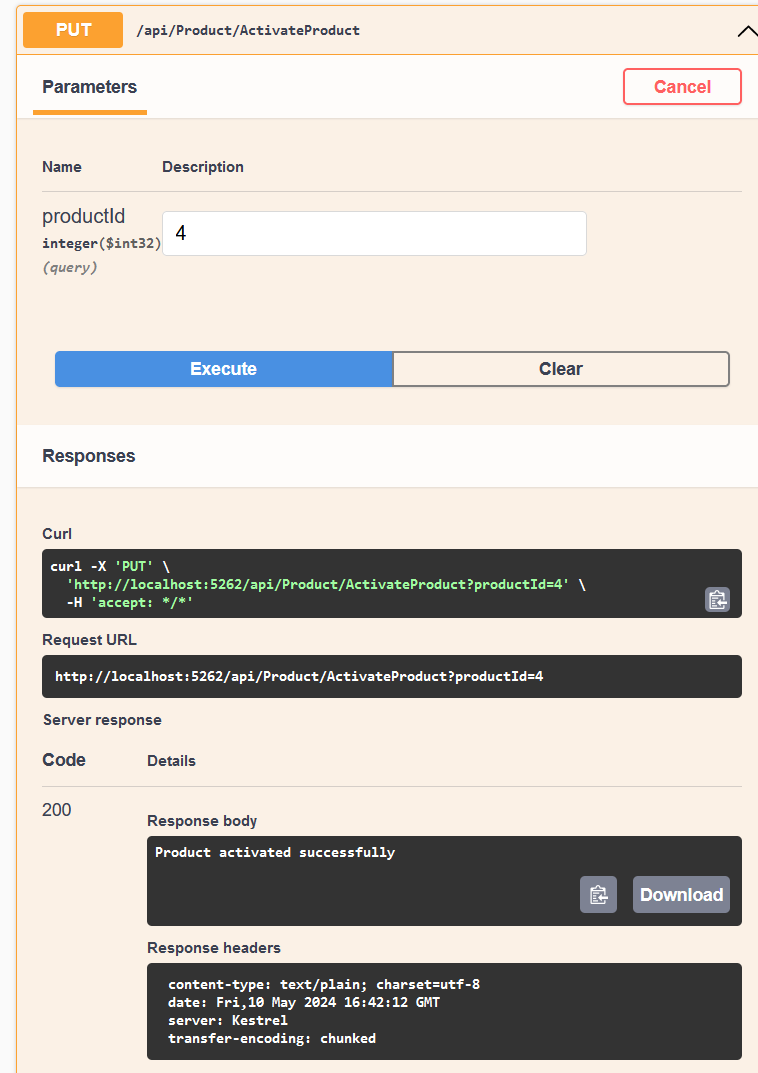 PUT /api/Product/ActivateProduct
Parameters
Cancel
Name Description
productId
integer($int32)
(query)
4
Execute
Clear
Responses
Curl
curl -X 'PUT' \
'http://localhost:5262/api/Product/ActivateProduct?productId=4' \
-H 'accept: */*'
Request URL
http://localhost:5262/api/Product/ActivateProduct?productId=4
Server response
Code Details
200
Response body
Product activated successfully
Download
Response headers
content-type: text/plain; charset=utf-8
date: Fri,10 May 2024 16:42:12 GMT
server: Kestrel
transfer-encoding: chunked